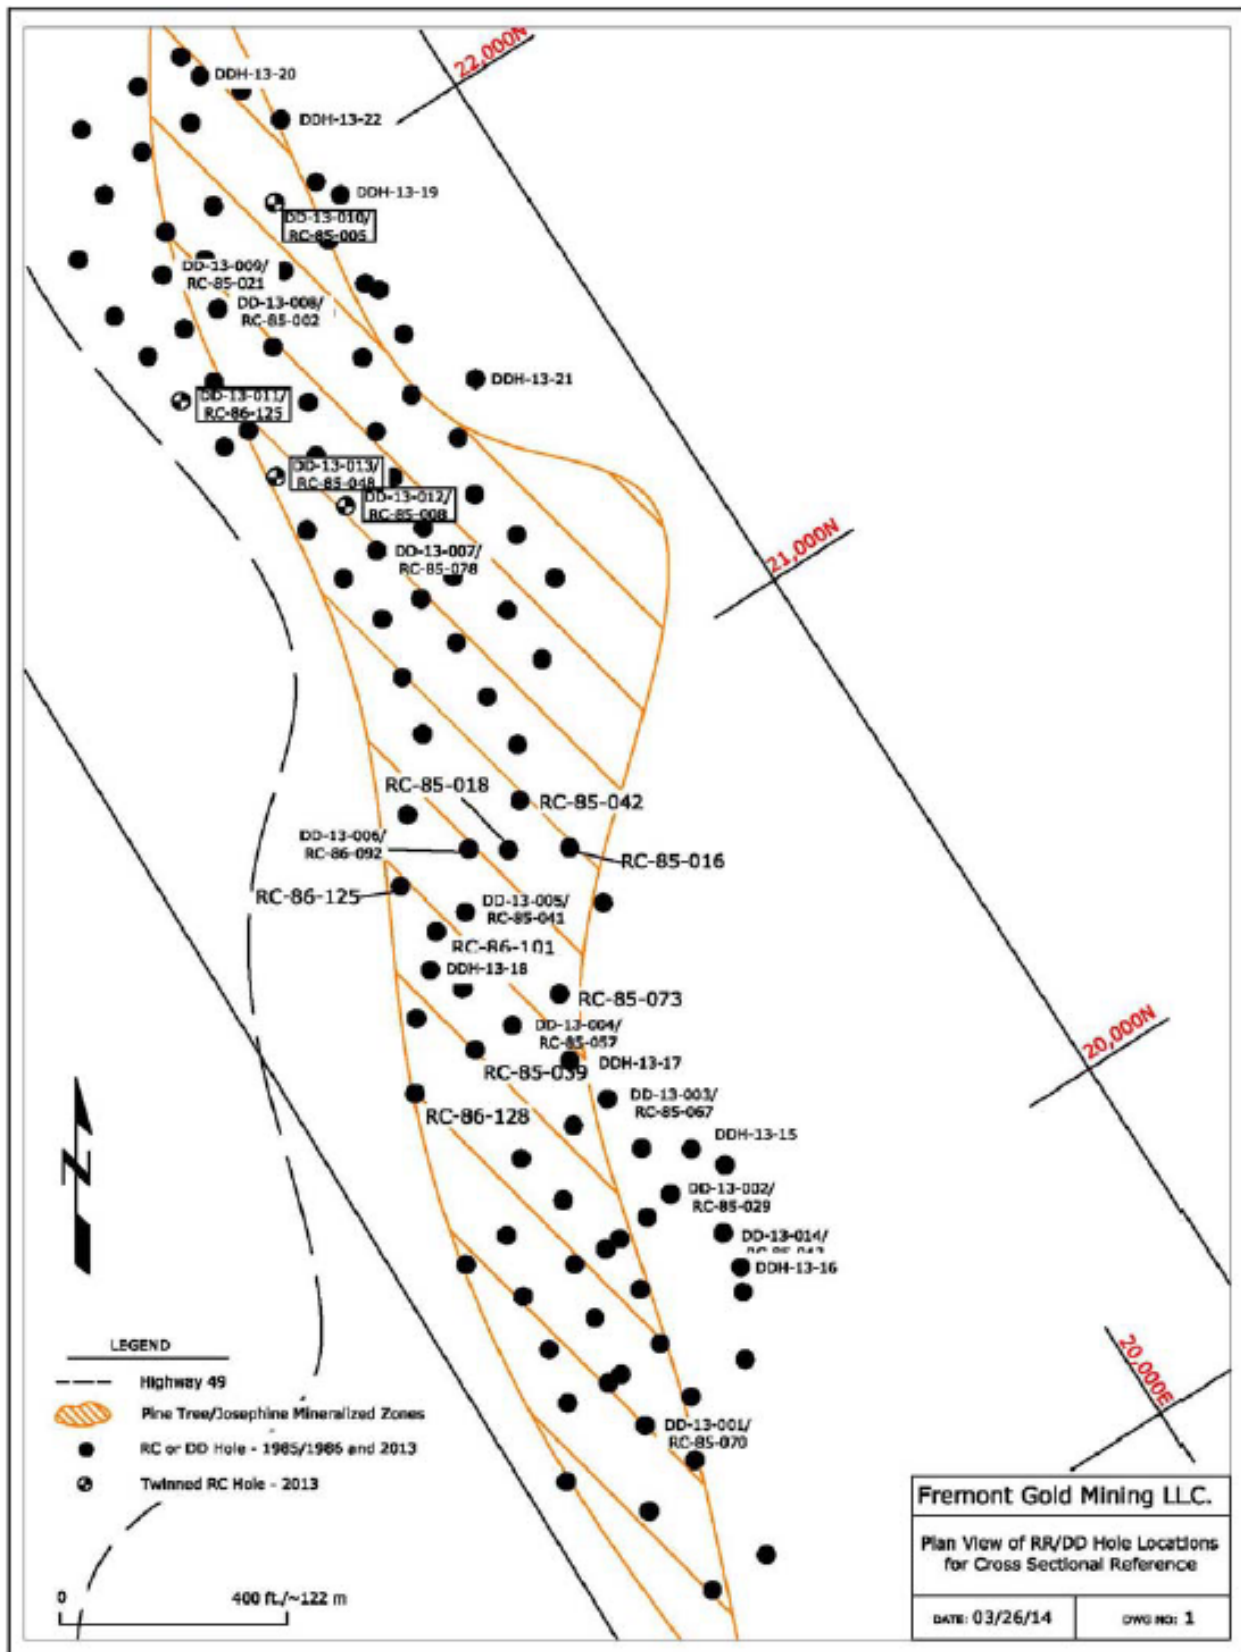 22,000N
DDH-13-20
DDH-13-22
DDH-13-19
DD-13-010/
RC-85-005
DD-13-009/
RC-85-021
DD-13-008/
RC-85-002
DDH-13-21
DD-13-011/
RC-86-125
DD-13-013/
RC-85-048
DD-13-012/
RC-85-008
21,000N
DD-13-007/
RC-85-078
RC-85-018
RC-85-042
DD-13-006/
RC-86-092
RC-85-016
RC-86-125
DD-13-005/
RC-85-041
RC-86-101
DDH-13-18
RC-85-073
DD-13-004/
RC-85-057
20,000N
DDH-13-17
RC-85-039
DD-13-003/
RC-85-067
RC-86-128
DDH-13-15
N
DD-13-002/
RC-85-029
DD-13-014/
DDH-13-16
20,000E
LEGEND
Highway 49
Pine Tree/Josephine Mineralized Zones
RC or DD Hole - 1985/1986 and 2013
Twinned RC Hole - 2013
DD-13-001/
RC-85-070
0 400 ft./~122 m
Fremont Gold Mining LLC.
Plan View of RR/DD Hole Locations
for Cross Sectional Reference
DATE: 03/26/14 DWG NO: 1